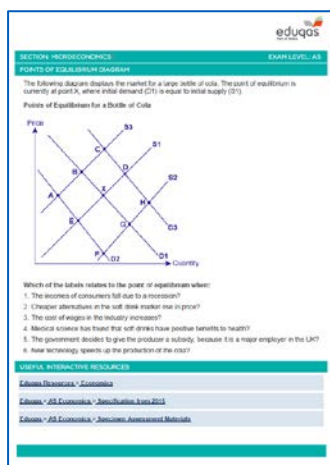 eduqas
SECTION: MICROECONOMICS EXAM LEVEL: AS
POINTS OF EQUILIBRIUM DIAGRAM
The following diagram displays the market for a large bottle of cola. The point of equilibrium is
currently at point X, where initial demand (D1) is equal to initial supply (S1).
Points of Equilibrium for a Bottle of Cola
Price
S3
C
S1
B
D
S2
A
X
H
E
G
D3
F
D2
D1
Quantity
Which of the labels relates to the point of equilibrium when:
1. The incomes of consumers fall due to a recession?
2. Cheaper alternatives in the soft drink market rise in price?
3. The cost of wages in the industry increases?
4. Medical science has found that soft drinks have positive benefits to health?
5. The government decides to give the producer a subsidy, because it is a major employer in the UK?
6. New technology speeds up the production of the cola?
USEFUL INTERACTIVE RESOURCES
Eduqas Resources > Economics
Eduqas > AS Economics > Specification from 2015
Eduqas > AS Economics > Specimen Assessment Materials